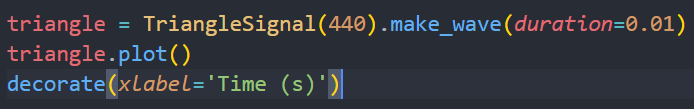 triangle = TriangleSignal(440).make_wave(duration=0.01)
triangle.plot()
decorate(xlabel='Time (s)')